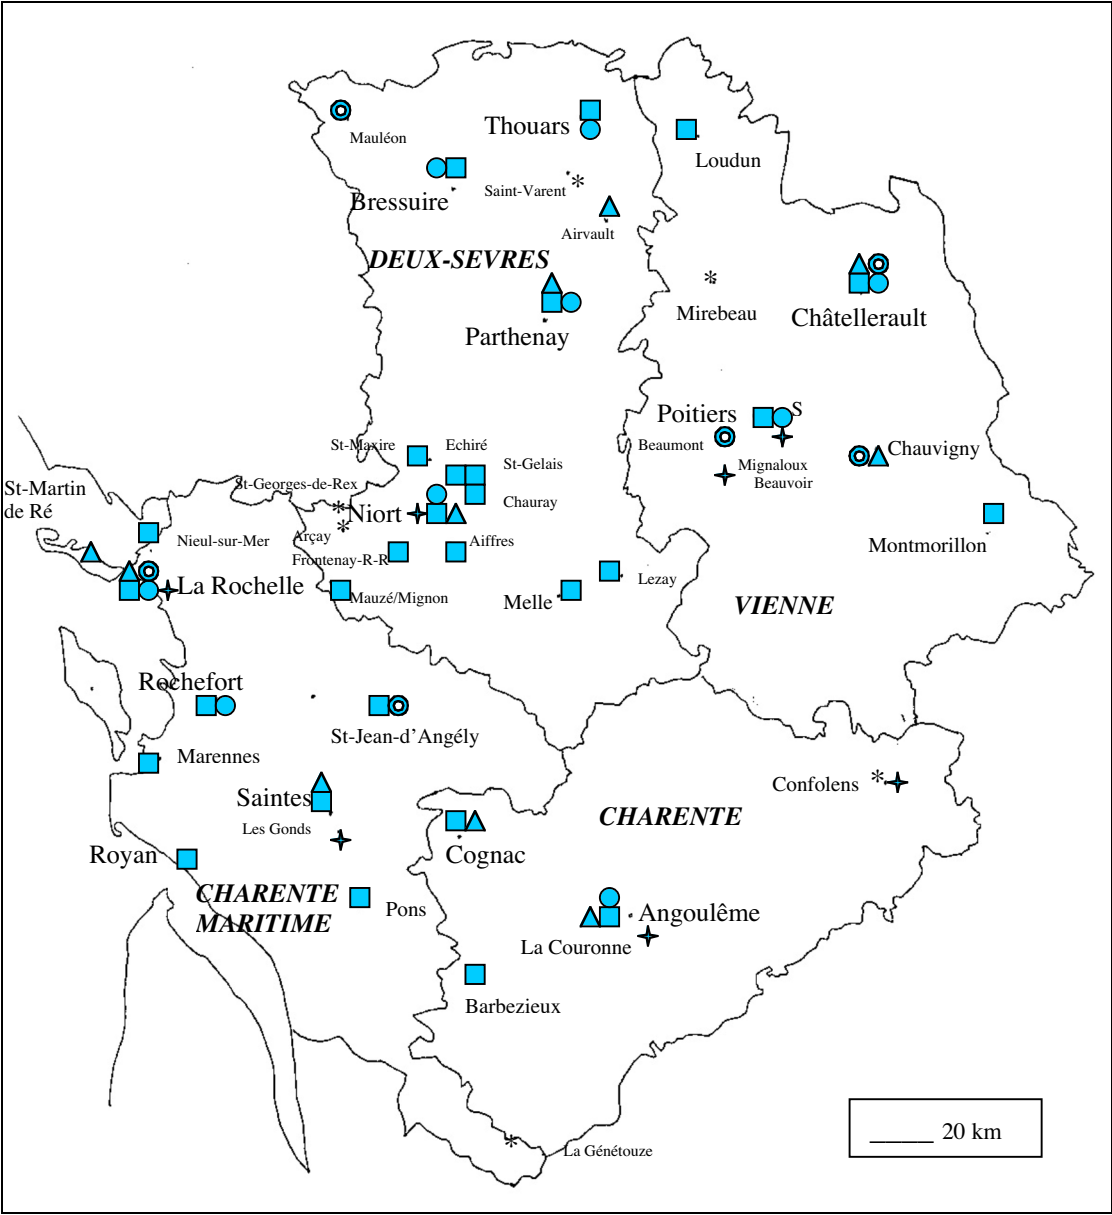 Thouars
Mauléon
Loudun
Bressuire
Saint-Varent
*
Airvault
DEUX-SEVRES
*
Mirebeau
Châtellerault
Parthenay
Poitiers
S
Beaumont
Chauvigny
Mignaloux
Beauvoir
St-Maxire
Echiré
St-Gelais
St-Georges-de-Rex
Chauray
St-Martin
de Ré
*
Niort
*
Arçay
Nieul-sur-Mer
Aiffres
Frontenay-R-R
Montmorillon
La Rochelle
Mauzé/Mignon
Melle
Lezay
VIENNE
Rochefort
St-Jean-d'Angély
Marennes
Confolens
*
Saintes
CHARENTE
Les Gonds
Royan
Cognac
CHARENTE
MARITIME
Pons
Angoulême
La Couronne
Barbezieux
*
La Génétouze
____ 20 km